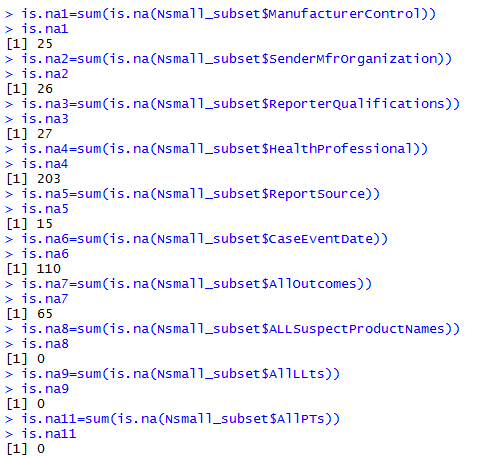 > is.na1=sum(is.na(Nsmall_subset$ManufacturerControl))
> is.na1
[1] 25
> is.na2=sum(is.na(Nsmall_subset$SenderMfrOrganization))
> is.na2
[1] 26
> is.na3=sum(is.na(Nsmall_subset$ReporterQualifications))
> is.na3
[1] 27
> is.na4=sum(is.na(Nsmall_subset$HealthProfessional))
> is.na4
[1] 203
> is.na5=sum(is.na(Nsmall_subset$ReportSource))
> is.na5
[1] 15
> is.na6=sum(is.na(Nsmall_subset$CaseEventDate))
> is.na6
[1] 110
> is.na7=sum(is.na(Nsmall_subset$AllOutcomes))
> is.na7
[1] 65
> is.na8=sum(is.na(Nsmall_subset$ALLSuspectProductNames))
> is.na8
[1] 0
> is.na9=sum(is.na(Nsmall_subset$AllLLts))
> is.na9
[1] 0
> is.na11=sum(is.na(Nsmall_subset$AllPTs))
> is.na11
[1] 0